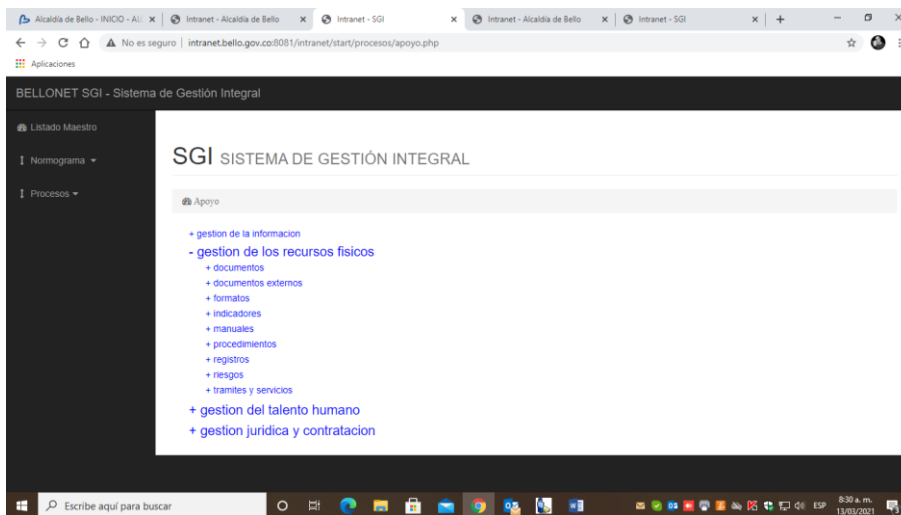 Alcaldía de Bello - INICIO - Al
Intranet - Alcaldía de Bello
Intranet - SGI
Intranet - Alcaldía de Bello
Intranet - SGI
No es seguro | intranet.bello.gov.co:8081/intranet/start/procesos/apoyo.php
Aplicaciones
BELLONET SGI - Sistema de Gestión Integral
Listado Maestro
Normograma
Procesos
SGI SISTEMA DE GESTIÓN INTEGRAL
Apoyo
+ gestion de la informacion
- gestion de los recursos fisicos
+ documentos
+ documentos externos
+ formatos
+ indicadores
+ manuales
+ procedimientos
+ registros
+ riesgos
+ tramites y servicios
+ gestion del talento humano
+ gestion juridica y contratacion
Escribe aquí para buscar
ESP
8:30 a. m.
13/03/2021